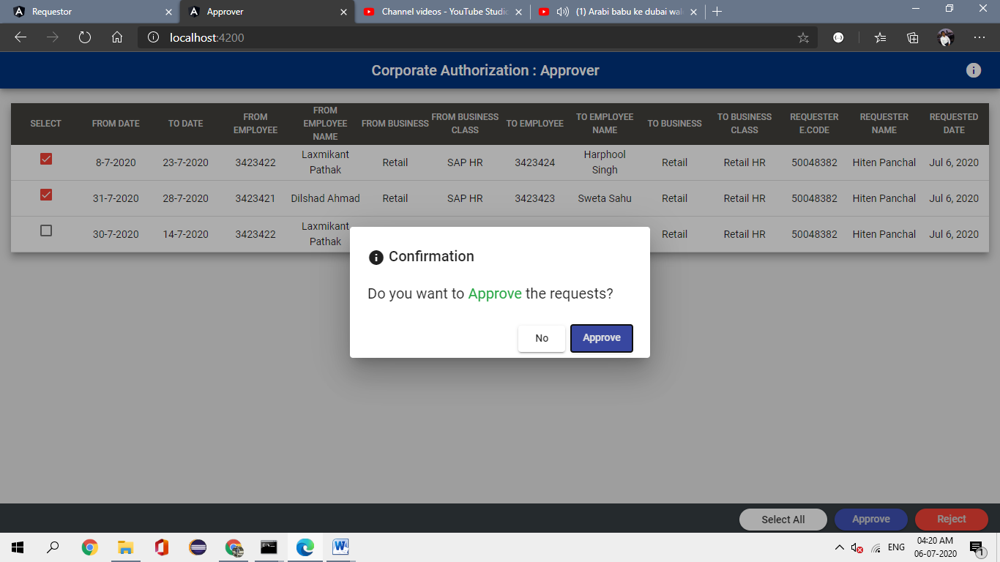 Requestor
Approver
Channel videos - YouTube Studio
(1) Arabi babu ke dubai wal
localhost:4200
Corporate Authorization : Approver
SELECT FROM DATE TO DATE FROM EMPLOYEE FROM EMPLOYEE NAME FROM BUSINESS FROM BUSINESS CLASS TO EMPLOYEE TO EMPLOYEE NAME TO BUSINESS TO BUSINESS CLASS REQUESTER E.CODE REQUESTER NAME REQUESTED DATE
8-7-2020 23-7-2020 3423422 Laxmikant Pathak Retail SAP HR 3423424 Harphool Singh Retail Retail HR 50048382 Hiten Panchal Jul 6, 2020
31-7-2020 28-7-2020 3423421 Dilshad Ahmad Retail SAP HR 3423423 Sweta Sahu Retail Retail HR 50048382 Hiten Panchal Jul 6, 2020
30-7-2020 14-7-2020 3423422 Laxmikant Pathak Retail Retail HR 50048382 Hiten Panchal Jul 6, 2020
Confirmation
Do you want to Approve the requests?
No Approve
Select All Approve Reject
ENG
04:20 AM
06-07-2020
1